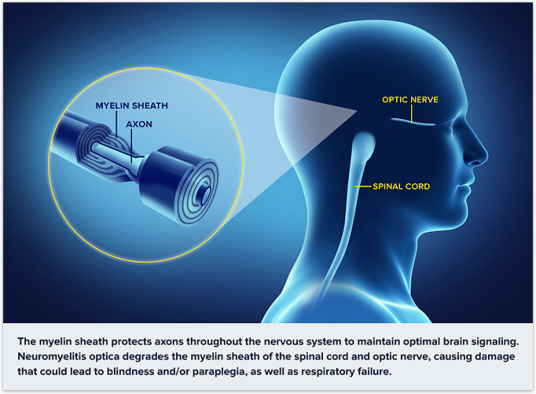 MYELIN SHEATH
AXON
OPTIC NERVE
SPINAL CORD
The myelin sheath protects axons throughout the nervous system to maintain optimal brain signaling.
Neuromyelitis optica degrades the myelin sheath of the spinal cord and optic nerve, causing damage
that could lead to blindness and/or paraplegia, as well as respiratory failure.